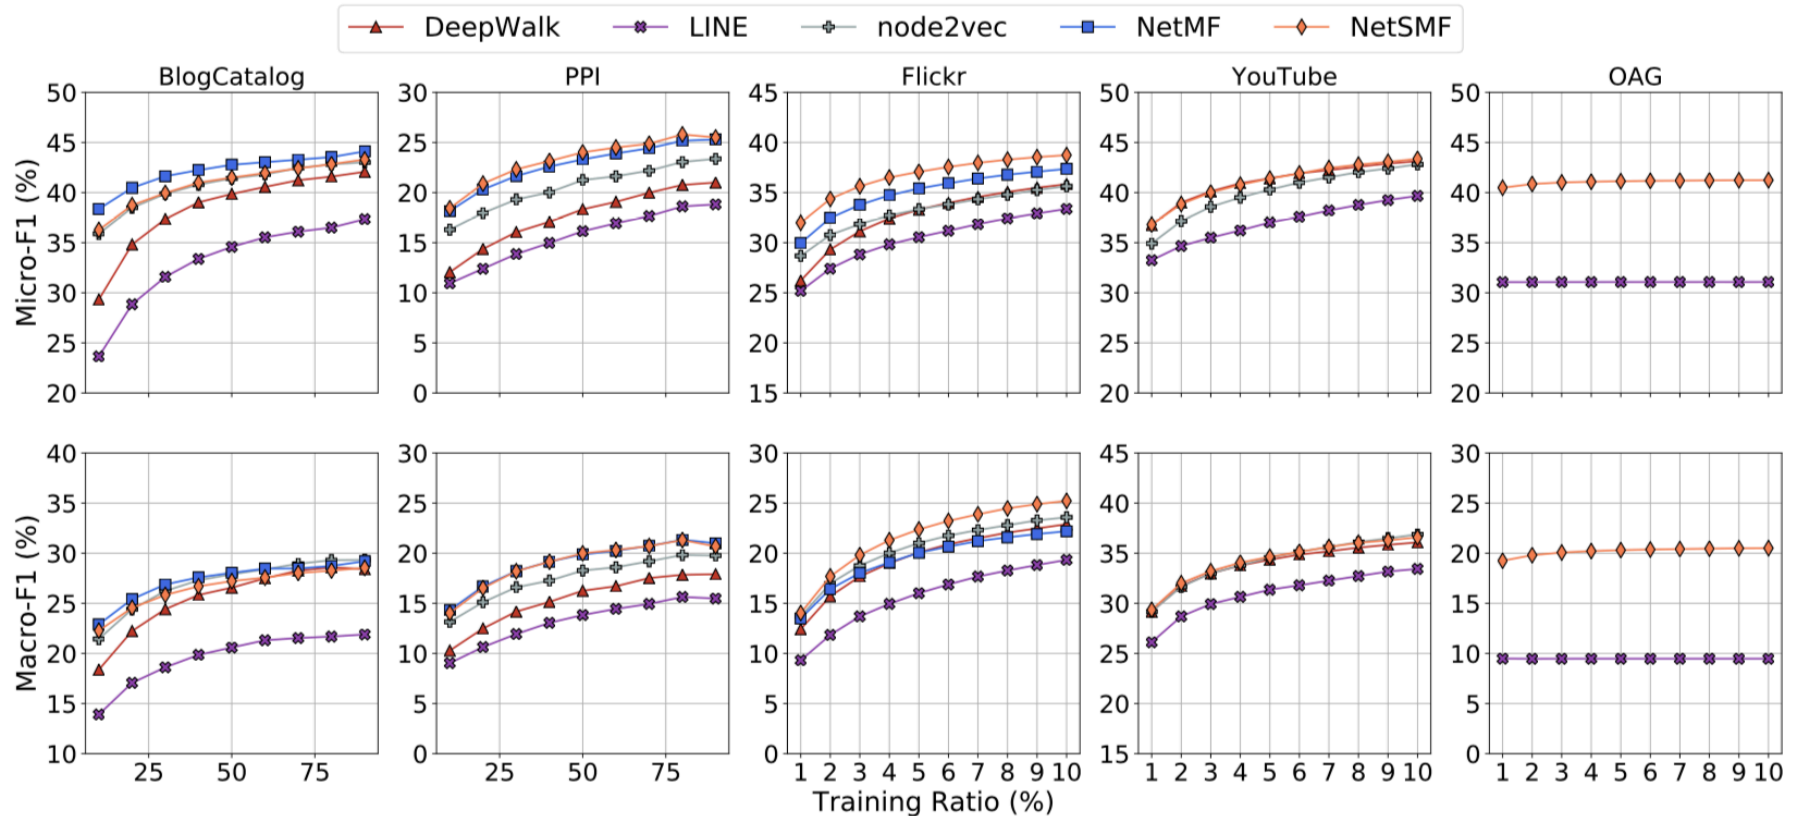 DeepWalk LINE node2vec NetMF NetSMF
BlogCatalog PPI Flickr YouTube OAG
Micro-F1 (%)
50 45 40 35 30 25 20
30 25 20 15 10 5 0
45 40 35 30 25 20 15
50 45 40 35 30 25 20
50 45 40 35 30 25 20
Macro-F1 (%)
40 35 30 25 20 15 10
30 25 20 15 10 5 0
30 25 20 15 10 5 0
45 40 35 30 25 20 15
30 25 20 15 10 5 0
25 50 75 25 50 75 1 2 3 4 5 6 7 8 9 10 1 2 3 4 5 6 7 8 9 10 1 2 3 4 5 6 7 8 9 10
Training Ratio (%)